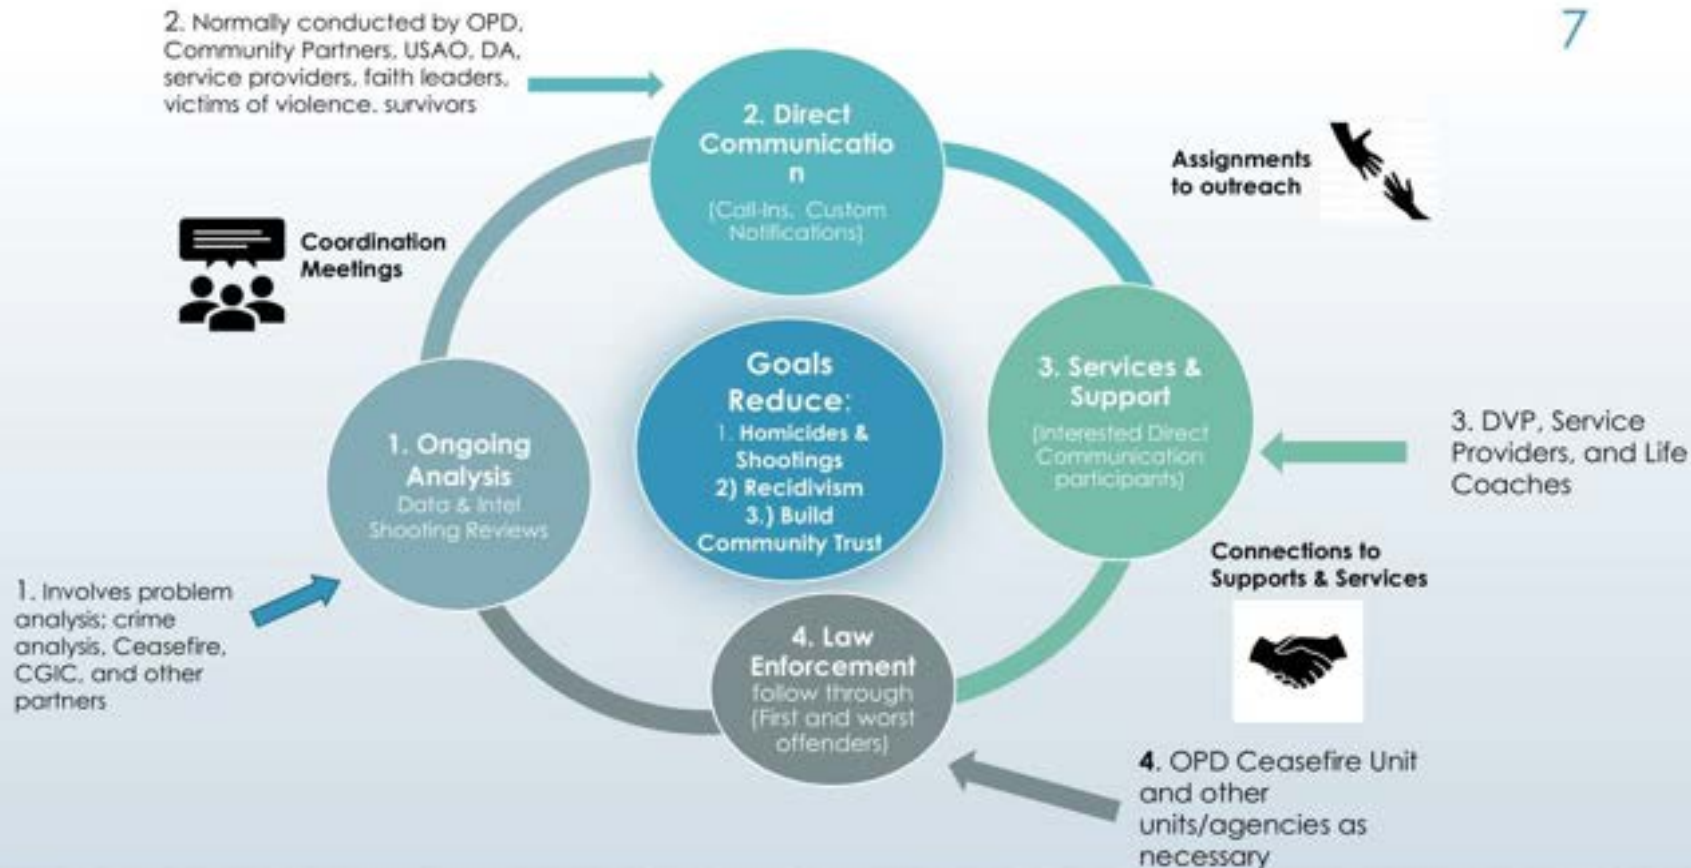 7
2. Normally conducted by OPD,
Community Partners, USAO, DA,
service providers, faith leaders,
victims of violence. survivors
2. Direct
Communicatio
n
(Call-Ins, Custom
Notifications)
Assignments
to outreach
Coordination
Meetings
Goals
Reduce:
1. Homicides &
Shootings
2) Recidivism
3.) Build
Community Trust
3. Services &
Support
(Interested Direct
Communication
participants)
3. DVP, Service
Providers, and Life
Coaches
1. Ongoing
Analysis
Data & Intel
Shooting Reviews
Connections to
Supports & Services
1. Involves problem
analysis; crime
analysis, Ceasefire,
CGIC, and other
partners
4. Law
Enforcement
follow through
(First and worst
offenders)
4. OPD Ceasefire Unit
and other
units/agencies as
necessary